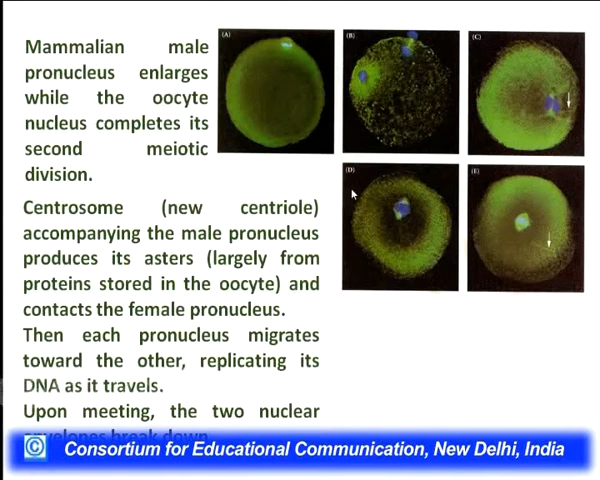 Mammalian male
pronucleus enlarges
while the oocyte
nucleus completes its
second meiotic
division.
Centrosome (new centriole)
accompanying the male pronucleus
produces its asters (largely from
proteins stored in the oocyte) and
contacts the female pronucleus.
Then each pronucleus migrates
toward the other, replicating its
DNA as it travels.
Upon meeting, the two nuclear
envelopes break down
(A)
(B)
(C)
(D)
(E)
© Consortium for Educational Communication, New Delhi, India